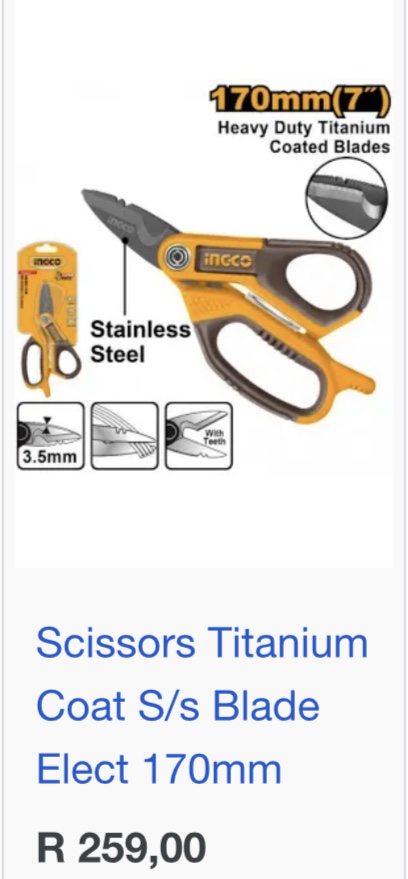 170mm(7″)
Heavy Duty Titanium
Coated Blades
INGCO
INGCO
INGCO
Stainless
Steel
3.5mm
With
Teeth
Scissors Titanium
Coat S/s Blade
Elect 170mm
R 259,00